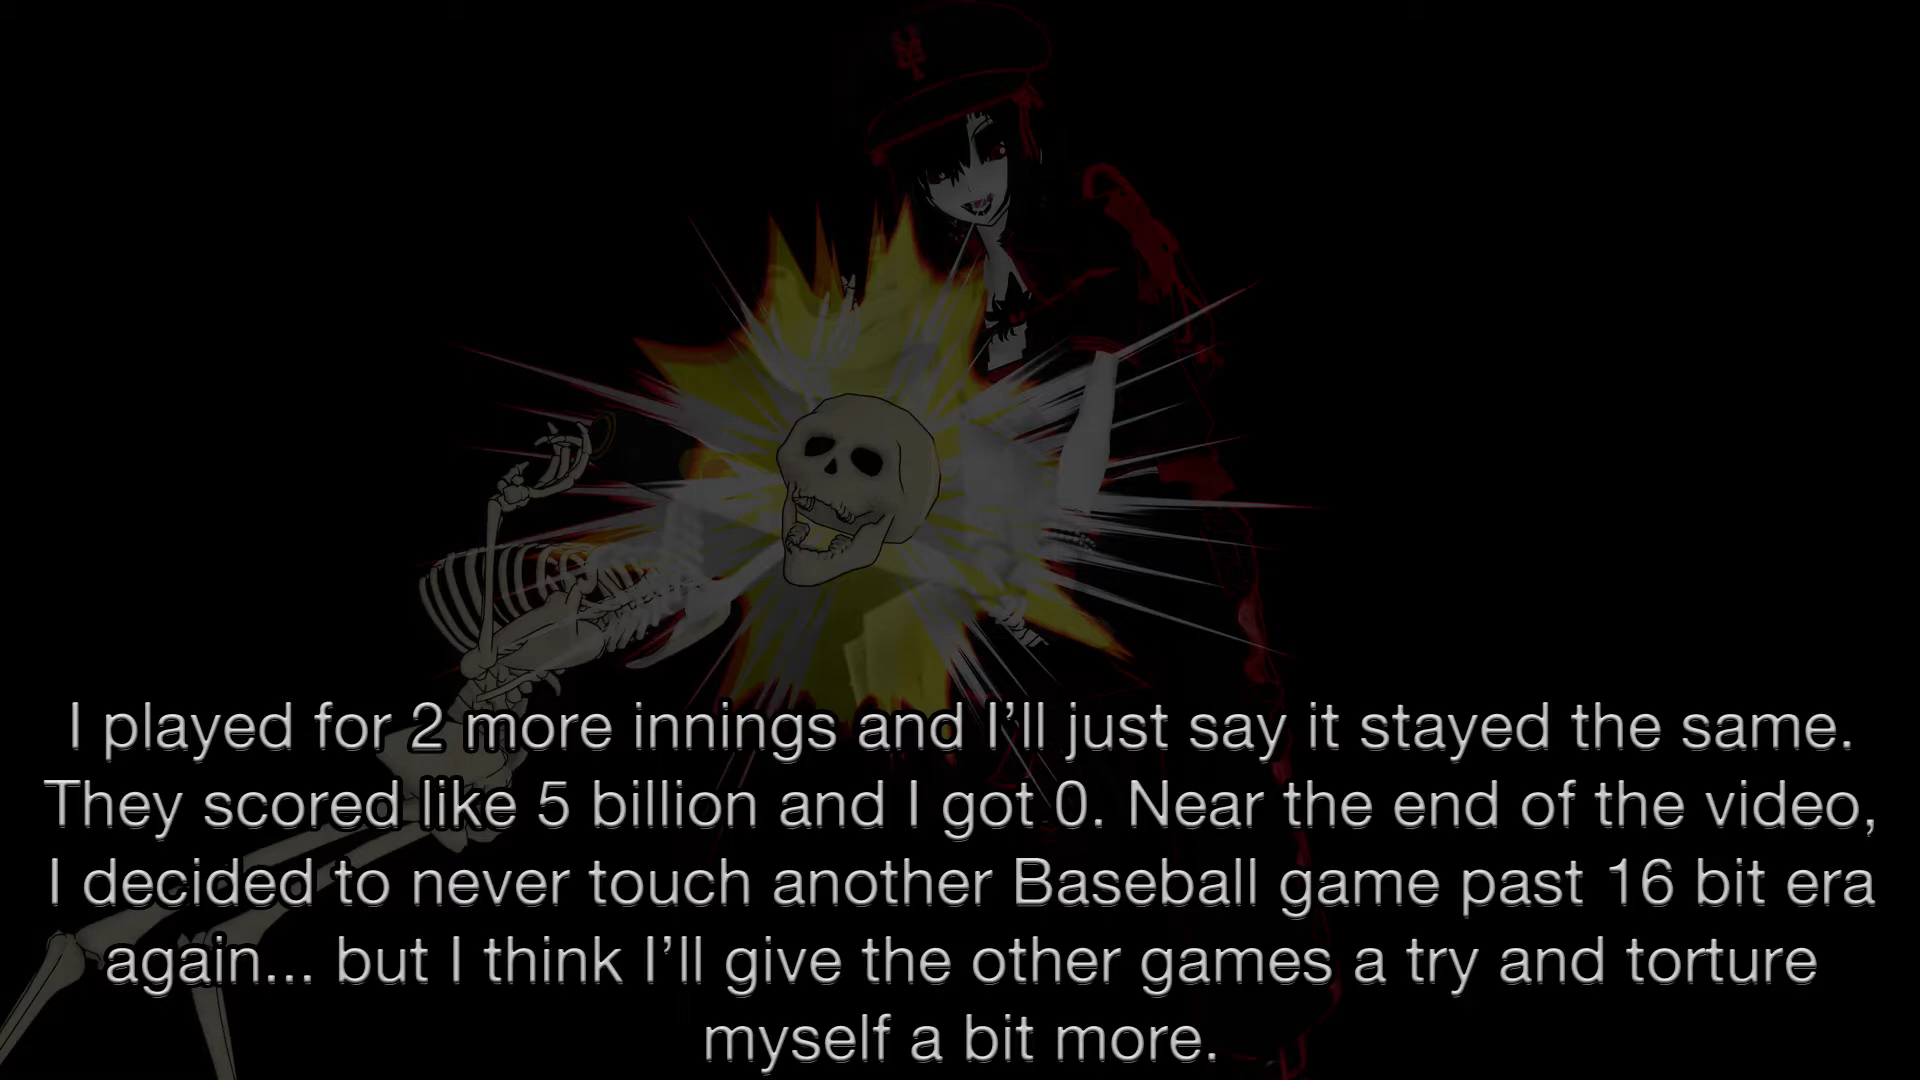 I played for 2 more innings and I’ll just say it stayed the same.
They scored like 5 billion and I got 0. Near the end of the video,
I decided to never touch another Baseball game past 16 bit era
again... but I think I’ll give the other games a try and torture
myself a bit more.